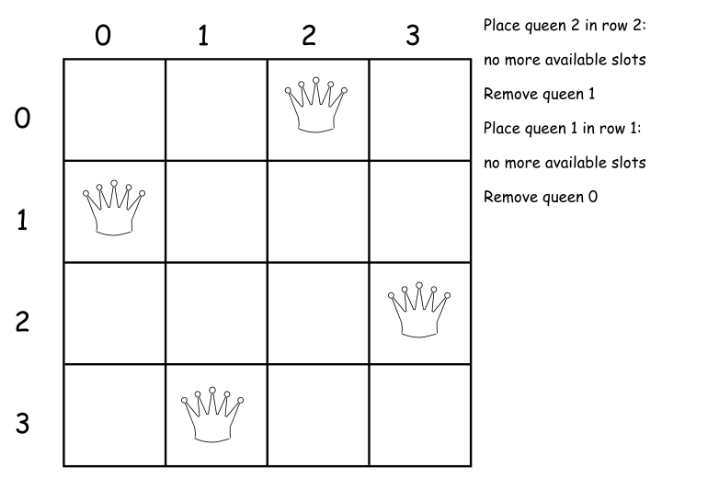 0 1 2 3
0
1
2
3
Place queen 2 in row 2:
no more available slots
Remove queen 1
Place queen 1 in row 1:
no more available slots
Remove queen 0